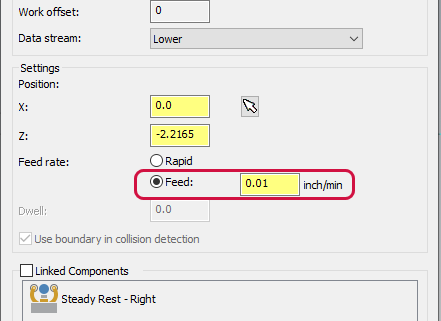 Work offset: 0
Data stream: Lower
Settings
Position:
X: 0.0
Z: -2.2165
Feed rate: Rapid
Feed: 0.01 inch/min
Dwell: 0.0
Use boundary in collision detection
Linked Components
Steady Rest - Right